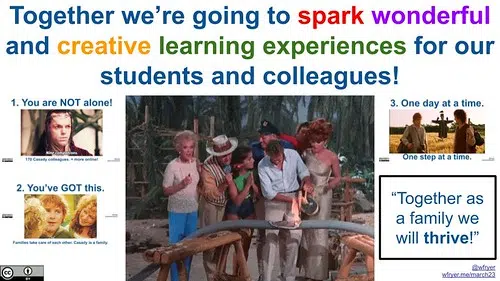 Together we're going to spark wonderful
and creative learning experiences for our
students and colleagues!
1. You are NOT alone!
170 Cassidy colleagues. + more online!
2. You've GOT this.
Families take care of each other. Cassidy is a family.
3. One day at a time.
One step at a time.
“Together as
a family we
will thrive!”
@wfryer
wfryer.me/march23
cc
BY